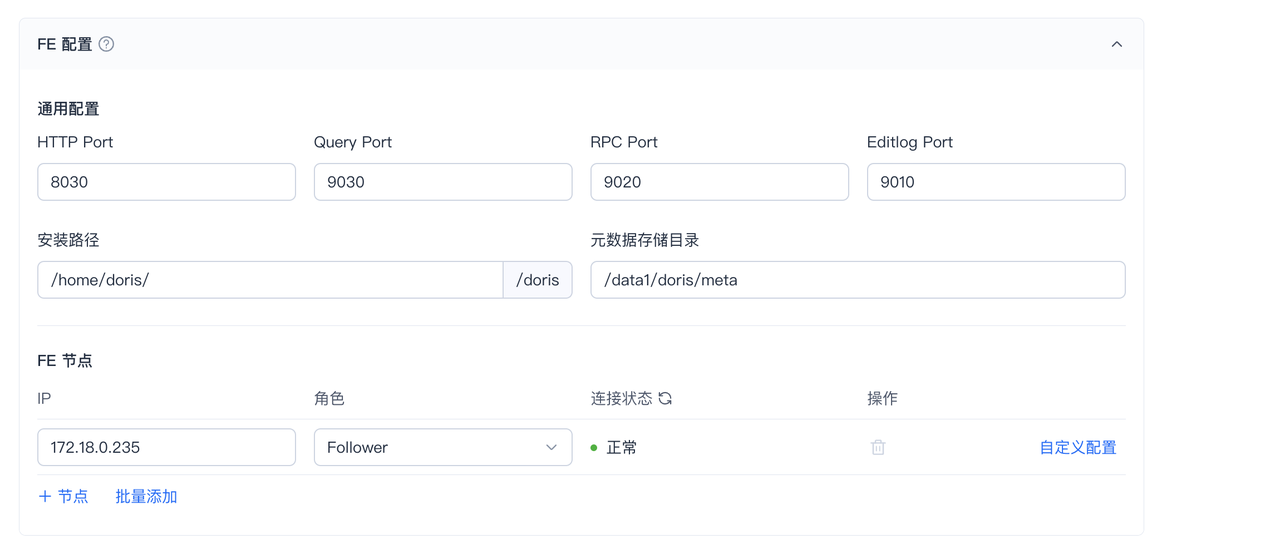 FE 配置
通用配置
HTTP Port Query Port RPC Port Editlog Port
8030 9030 9020 9010
安装路径 元数据存储目录
/home/doris/ /doris /data1/doris/meta
FE 节点
IP 角色 连接状态 操作
172.18.0.235 Follower 正常 自定义配置
+ 节点 批量添加